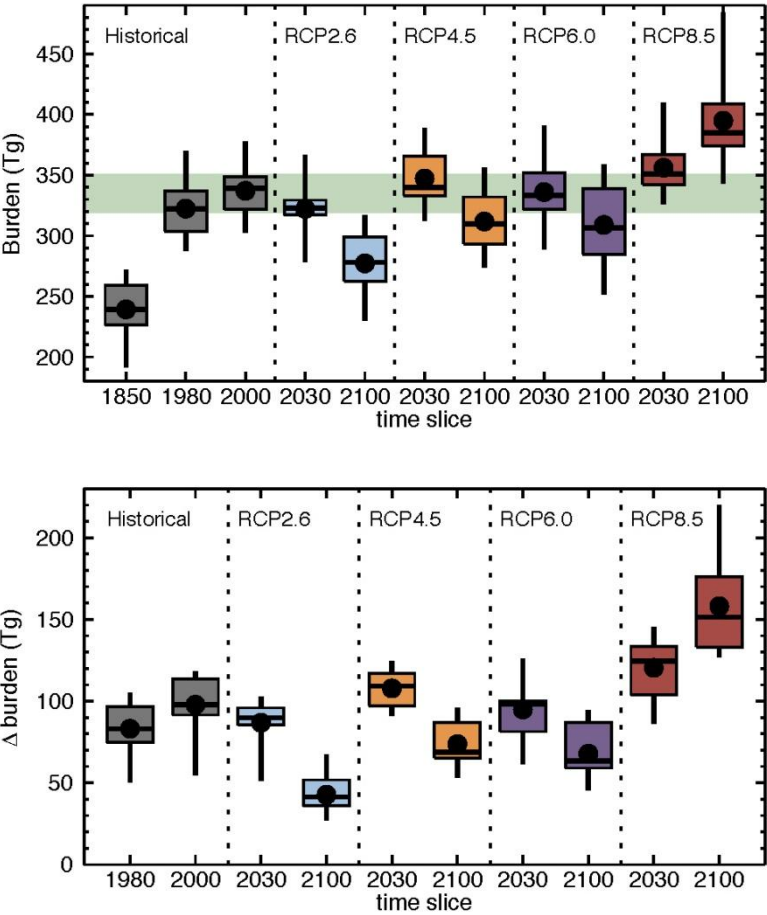 Historical RCP2.6 RCP4.5 RCP6.0 RCP8.5
450
400
350
300
250
200
Burden (Tg)
1850 1980 2000 2030 2100 2030 2100 2030 2100 2030 2100
time slice
Historical RCP2.6 RCP4.5 RCP6.0 RCP8.5
200
150
100
50
0
Δ burden (Tg)
1980 2000 2030 2100 2030 2100 2030 2100 2030 2100
time slice